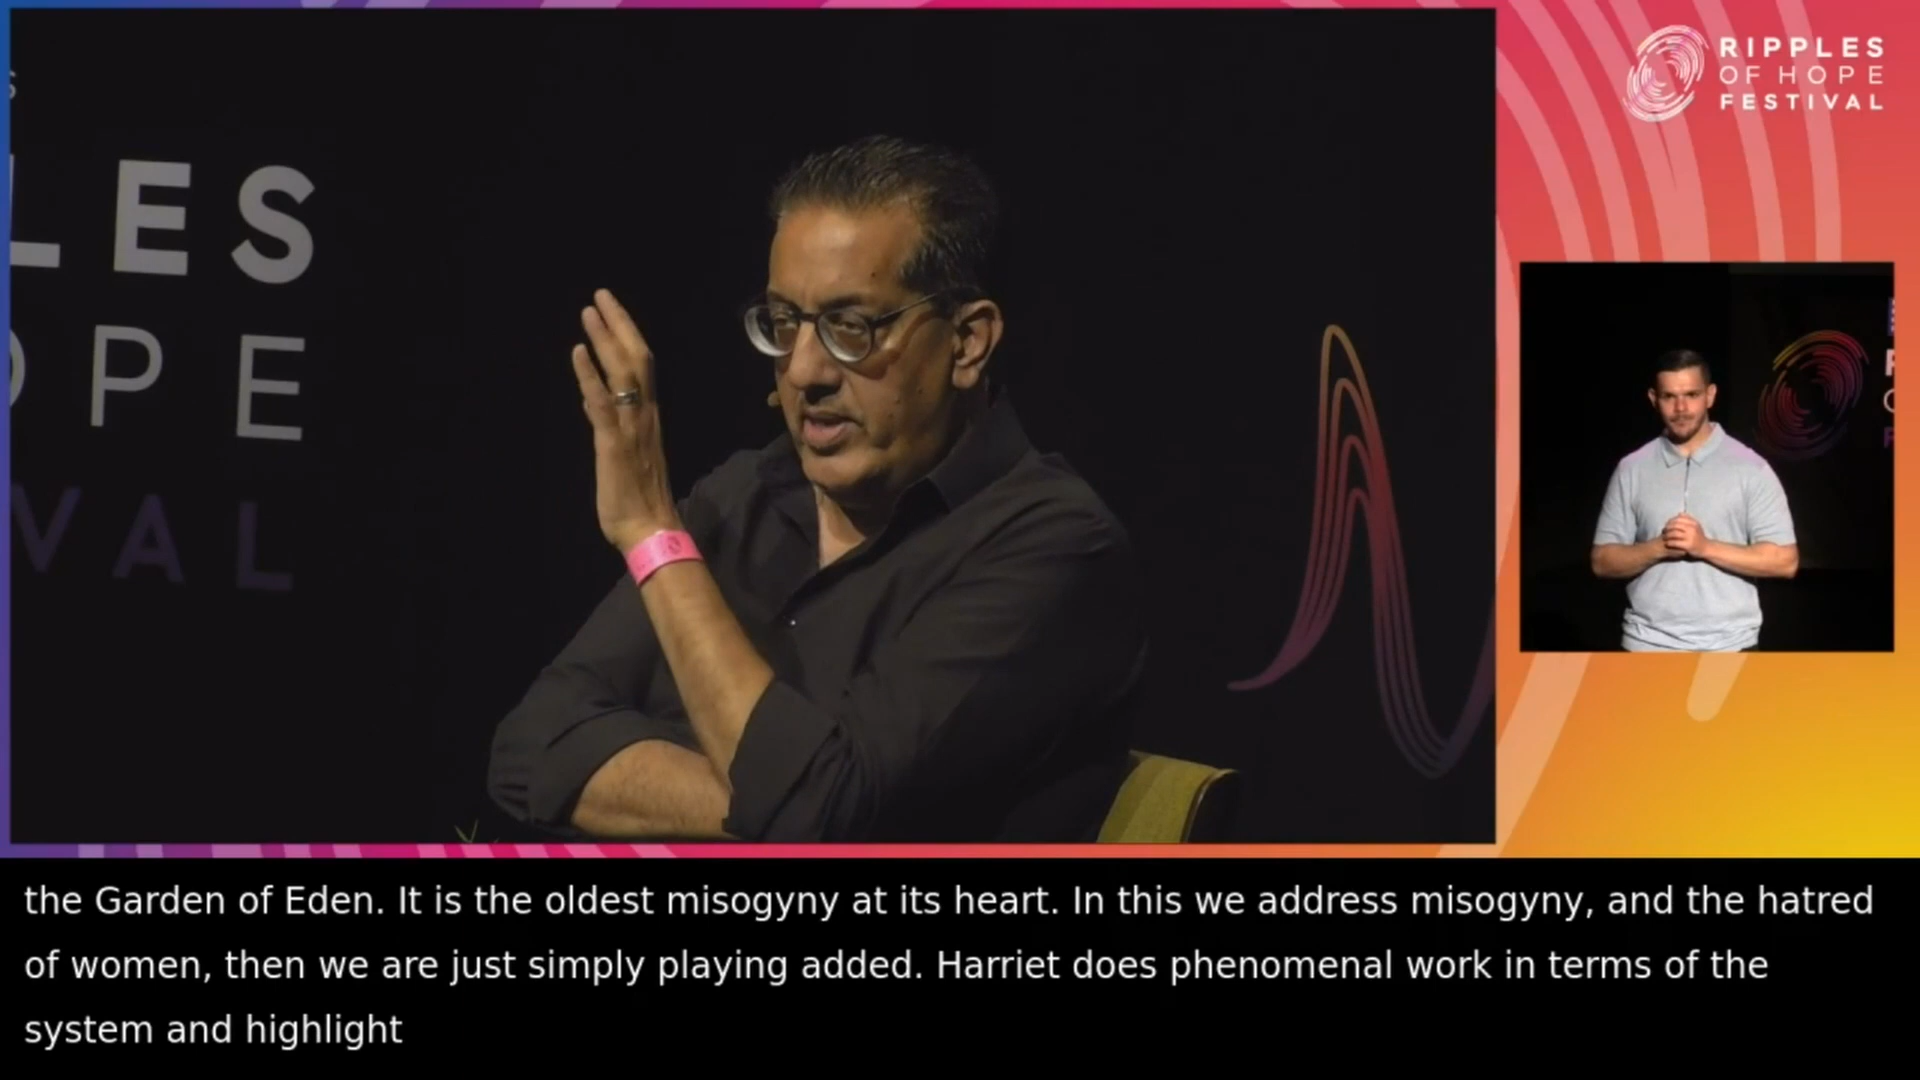 S
LES
OPE
VAL
RIPPLES
OF HOPE
FESTIVAL
the Garden of Eden. It is the oldest misogyny at its heart. In this we address misogyny, and the hatred
of women, then we are just simply playing added. Harriet does phenomenal work in terms of the
system and highlight